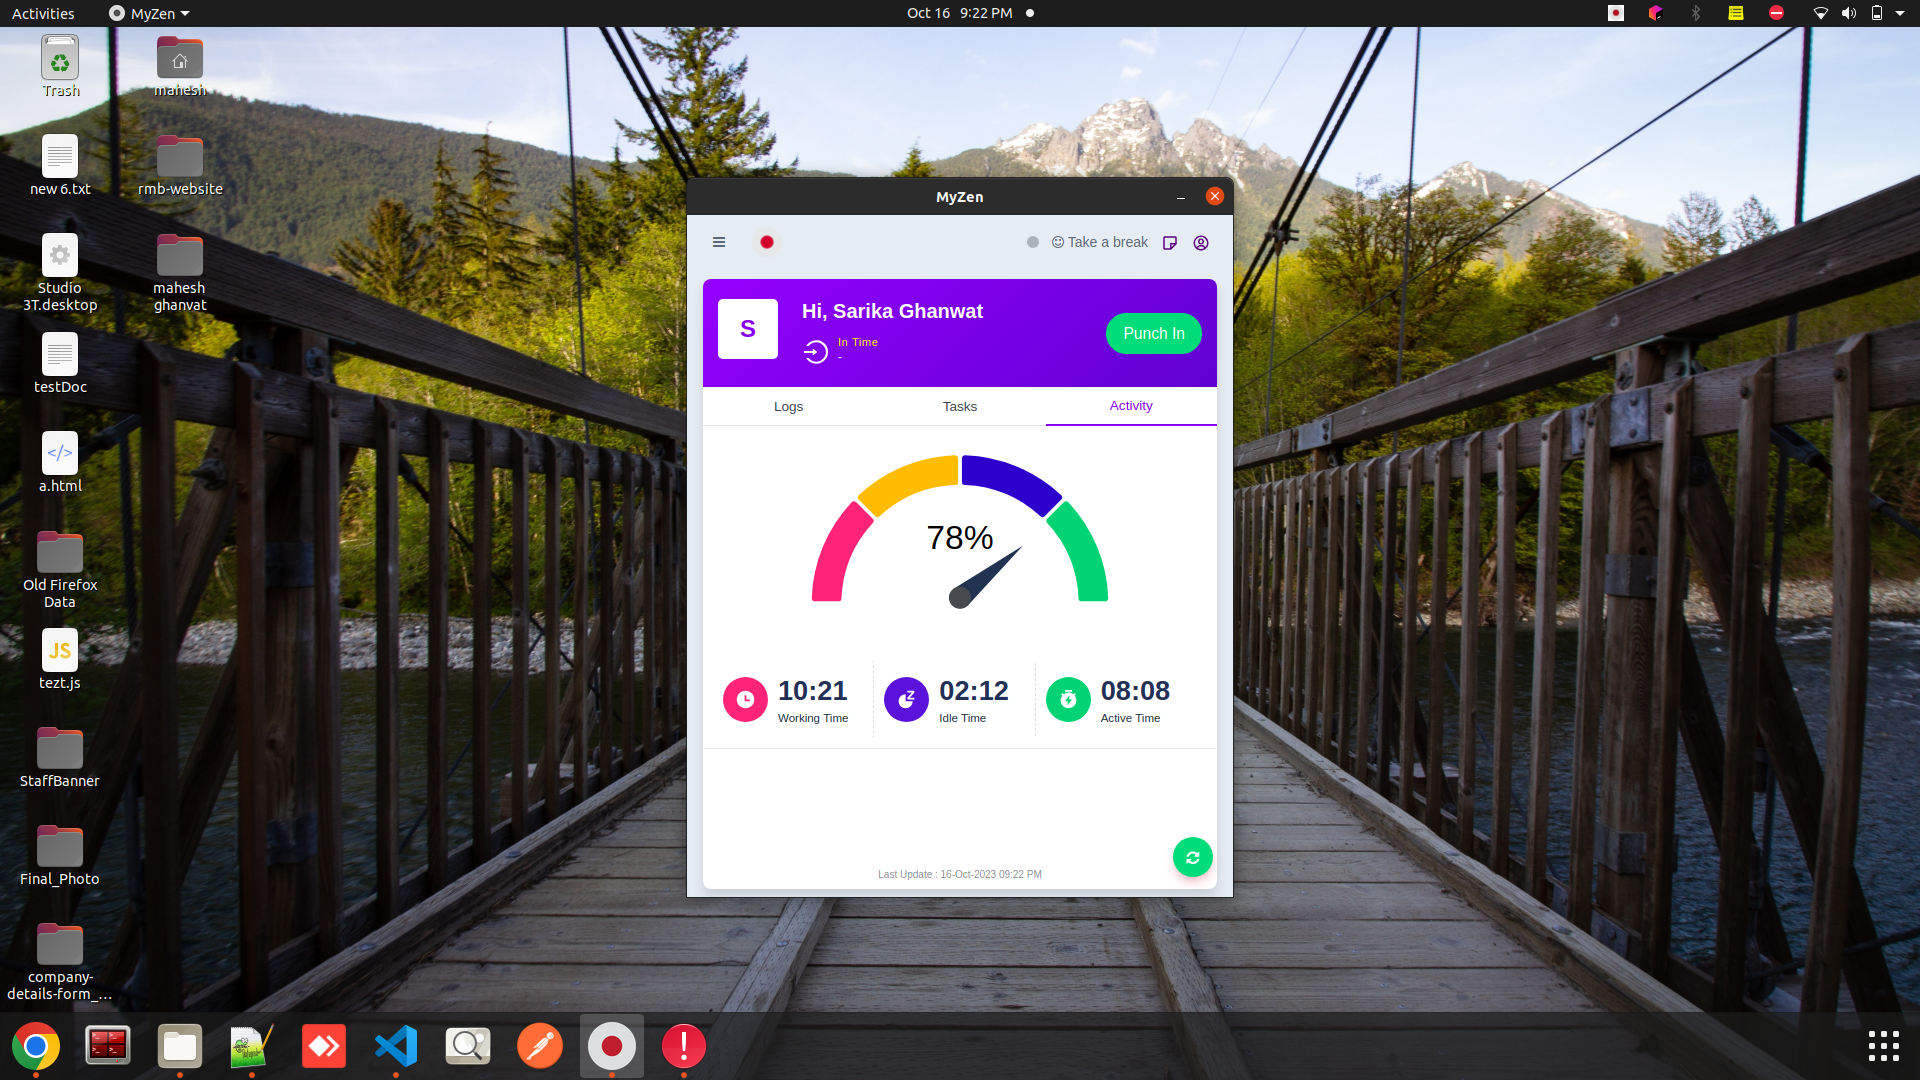 Activities
MyZen
Oct 16 9:22 PM
Trash
mahesh
new 6.txt
rmb-website
Studio
3T.desktop
mahesh
ghanvat
testDoc
</>
a.html
Old Firefox
Data
JS
tezt.js
StaffBanner
Final_Photo
company-
details-form_...
MyZen
Take a break
S
Hi, Sarika Ghanwat
In Time
-
Punch In
Logs
Tasks
Activity
78%
10:21
Working Time
02:12
Idle Time
08:08
Active Time
Last Update : 16-Oct-2023 09:22 PM